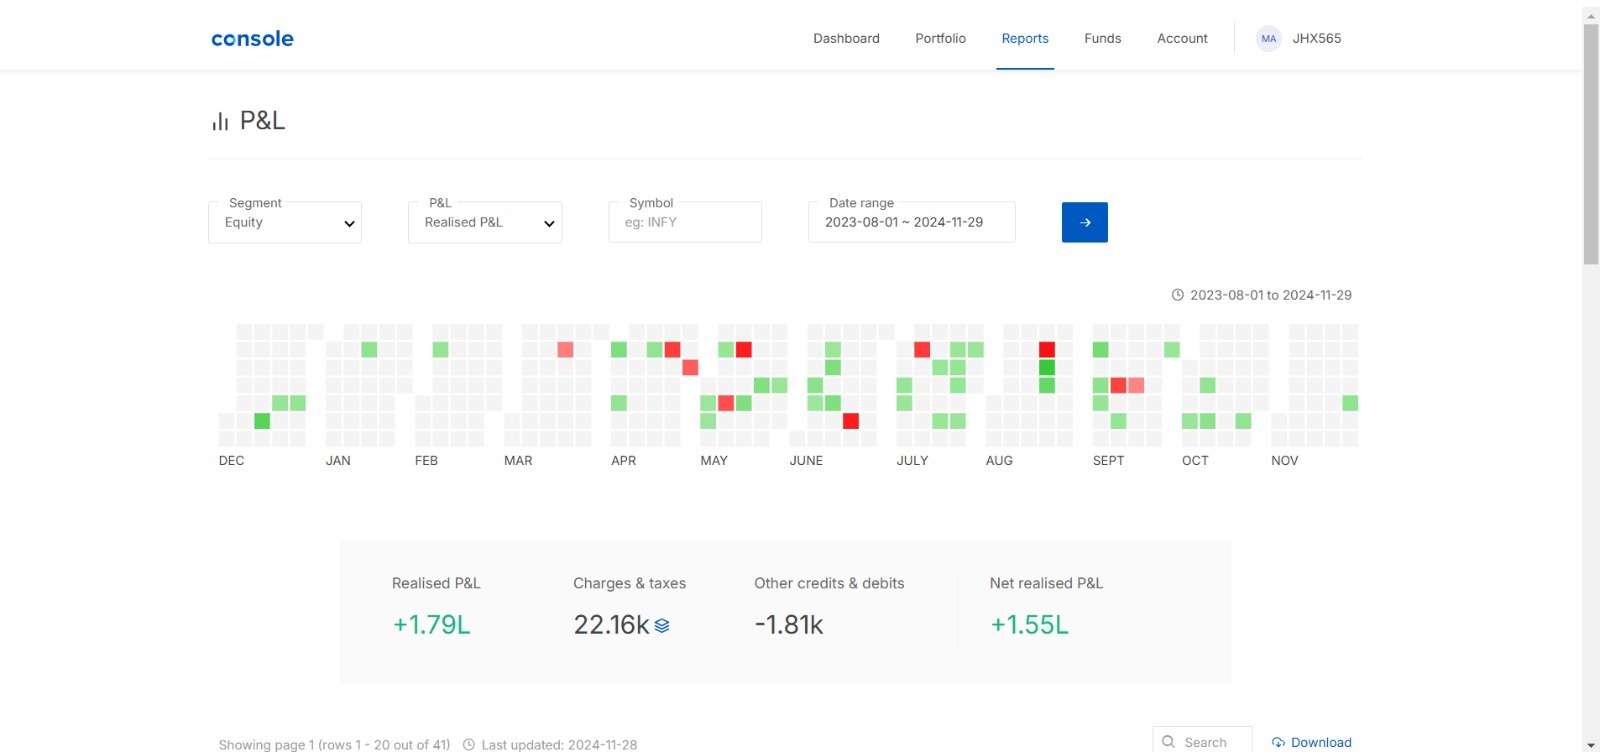 console
Dashboard Portfolio Reports Funds Account MA JHX565
P&L
Segment P&L Symbol Date range
Equity Realised P&L eg: INFY 2023-08-01 ~ 2024-11-29
2023-08-01 to 2024-11-29
DEC JAN FEB MAR APR MAY JUNE JULY AUG SEPT OCT NOV
Realised P&L Charges & taxes Other credits & debits Net realised P&L
+1.79L 22.16k -1.81k +1.55L
Showing page 1 (rows 1 - 20 out of 41) Last updated: 2024-11-28 Search Download